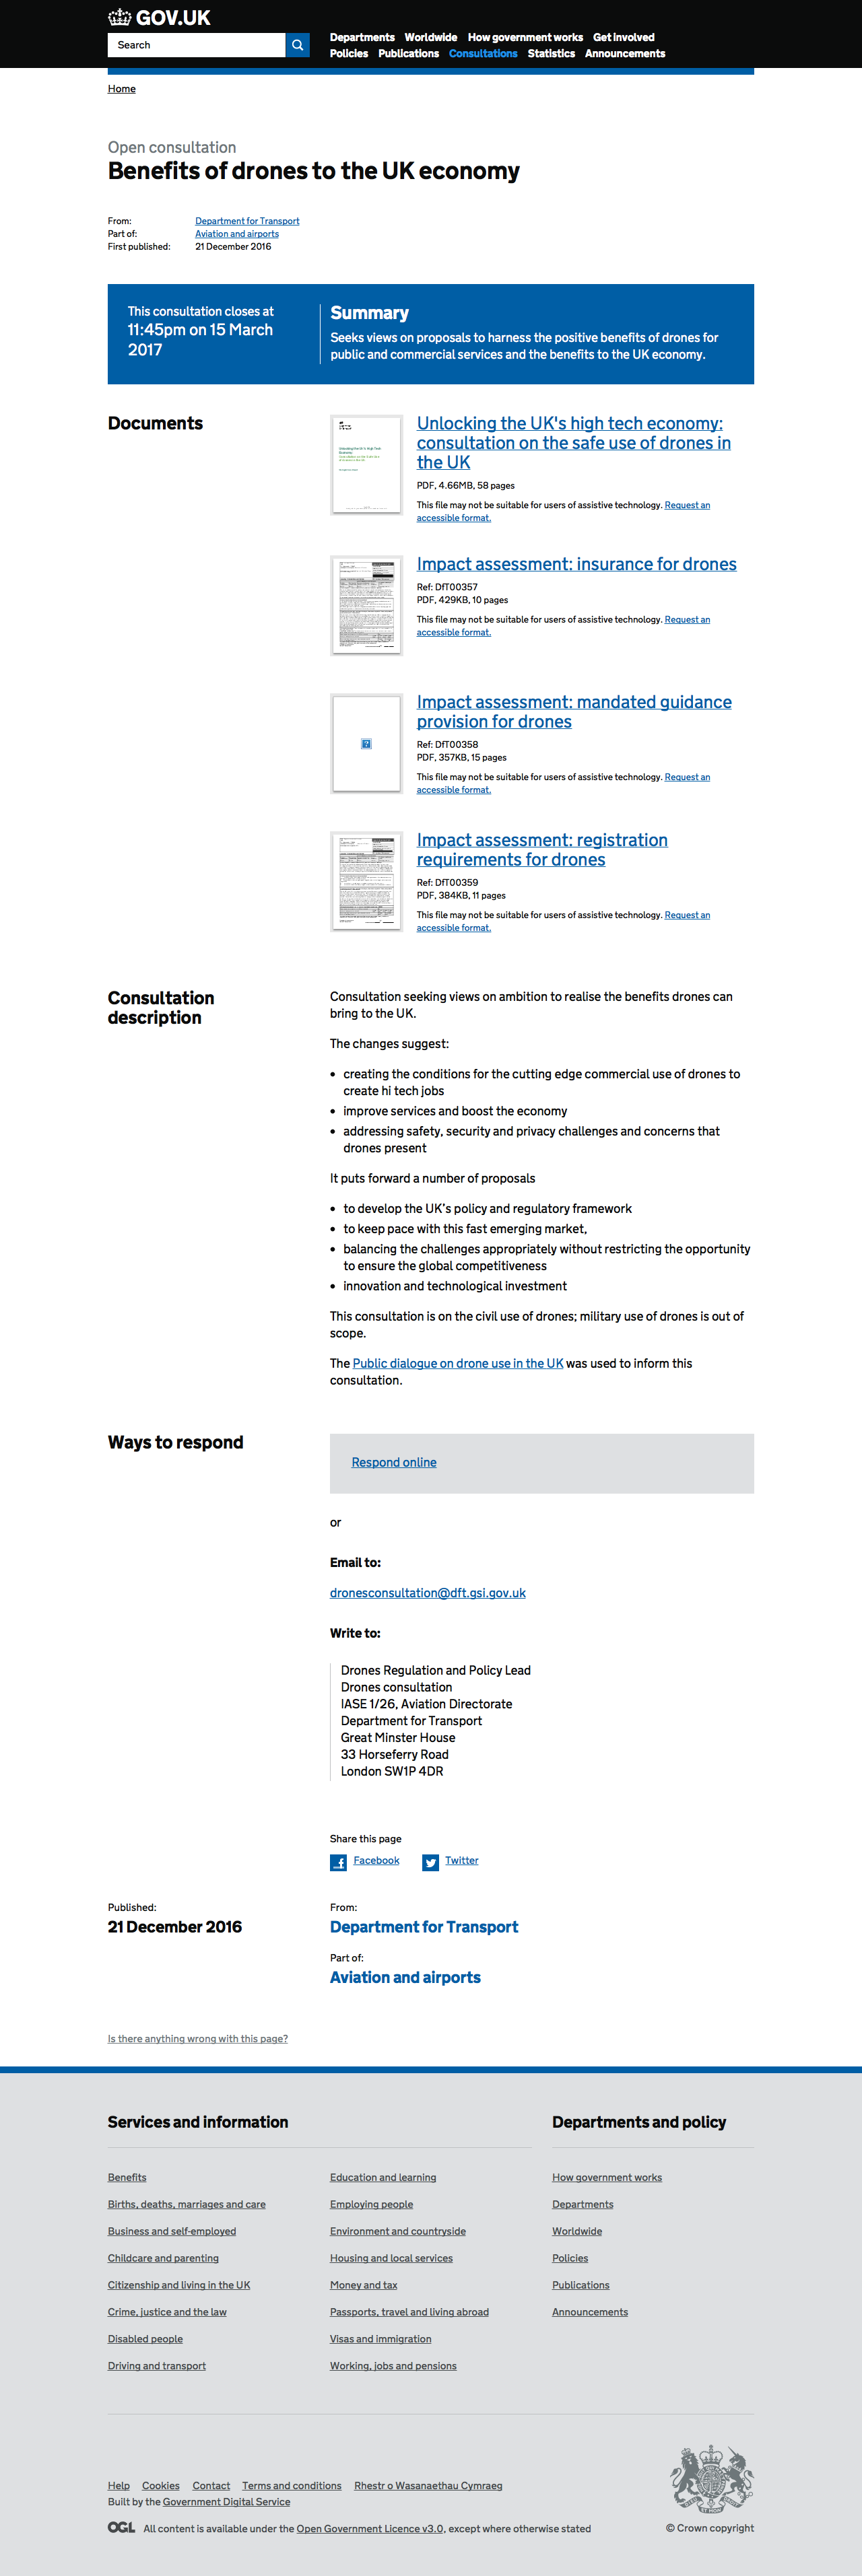 GOV.UK
Search
Departments Worldwide How government works Get involved
Policies Publications Consultations Statistics Announcements
Home
Open consultation
Benefits of drones to the UK economy
From: Department for Transport
Part of: Aviation and airports
First published: 21 December 2016
This consultation closes at
11:45pm on 15 March
2017
Summary
Seeks views on proposals to harness the positive benefits of drones for
public and commercial services and the benefits to the UK economy.
Documents
Unlocking the UK's high tech economy:
consultation on the safe use of drones in
the UK
PDF, 4.66MB, 58 pages
This file may not be suitable for users of assistive technology. Request an
accessible format.
Impact assessment: insurance for drones
Ref: DfT00357
PDF, 429KB, 10 pages
This file may not be suitable for users of assistive technology. Request an
accessible format.
Impact assessment: mandated guidance
provision for drones
Ref: DfT00358
PDF, 357KB, 15 pages
This file may not be suitable for users of assistive technology. Request an
accessible format.
Impact assessment: registration
requirements for drones
Ref: DfT00359
PDF, 384KB, 11 pages
This file may not be suitable for users of assistive technology. Request an
accessible format.
Consultation
description
Consultation seeking views on ambition to realise the benefits drones can
bring to the UK.
The changes suggest:
• creating the conditions for the cutting edge commercial use of drones to
create hi tech jobs
• improve services and boost the economy
• addressing safety, security and privacy challenges and concerns that
drones present
It puts forward a number of proposals
• to develop the UK's policy and regulatory framework
• to keep pace with this fast emerging market,
• balancing the challenges appropriately without restricting the opportunity
to ensure the global competitiveness
• innovation and technological investment
This consultation is on the civil use of drones; military use of drones is out of
scope.
The Public dialogue on drone use in the UK was used to inform this
consultation.
Ways to respond
Respond online
or
Email to:
dronesconsultation@dft.gsi.gov.uk
Write to:
Drones Regulation and Policy Lead
Drones consultation
IASE 1/26, Aviation Directorate
Department for Transport
Great Minster House
33 Horseferry Road
London SW1P 4DR
Share this page
Facebook Twitter
Published:
21 December 2016
From:
Department for Transport
Part of:
Aviation and airports
Is there anything wrong with this page?
Services and information
Benefits
Births, deaths, marriages and care
Business and self-employed
Childcare and parenting
Citizenship and living in the UK
Crime, justice and the law
Disabled people
Driving and transport
Education and learning
Employing people
Environment and countryside
Housing and local services
Money and tax
Passports, travel and living abroad
Visas and immigration
Working, jobs and pensions
Departments and policy
How government works
Departments
Worldwide
Policies
Publications
Announcements
Help Cookies Contact Terms and conditions Rhestr o Wasanaethau Cymraeg
Built by the Government Digital Service
OGL All content is available under the Open Government Licence v3.0, except where otherwise stated
© Crown copyright